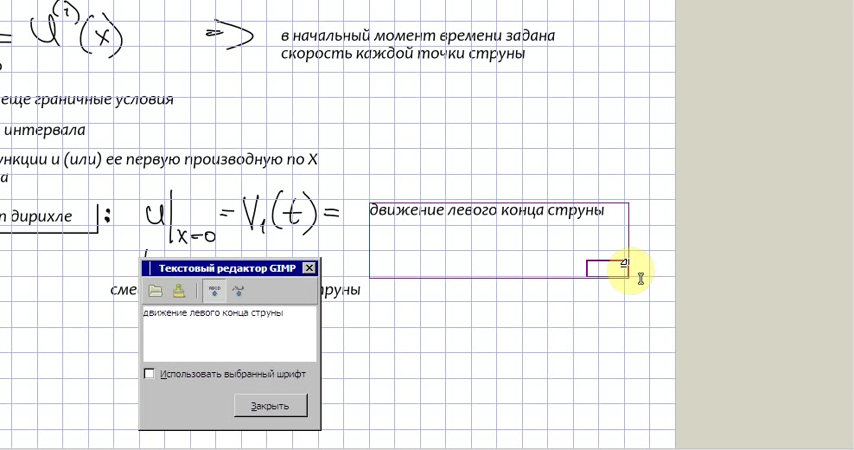 = U⁽¹⁾(x) => в начальный момент времени задана
скорость каждой точки струны
еще граничные условия
интервала
ункции и (или) ее первую производную по X
а
п дирихле : U|x=0 = V₁(t) = движение левого конца струны
Текстовый редактор GIMP
сме
труны
движение левого конца струны
Использовать выбранный шрифт
Закрыть